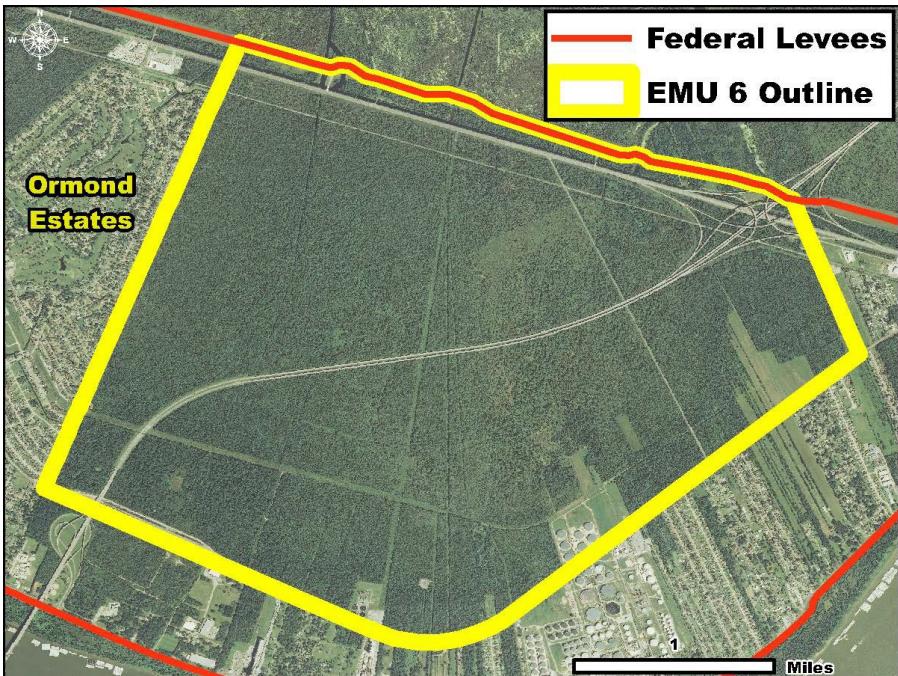 N
W E
S
Federal Levees
EMU 6 Outline
Ormond
Estates
1
Miles